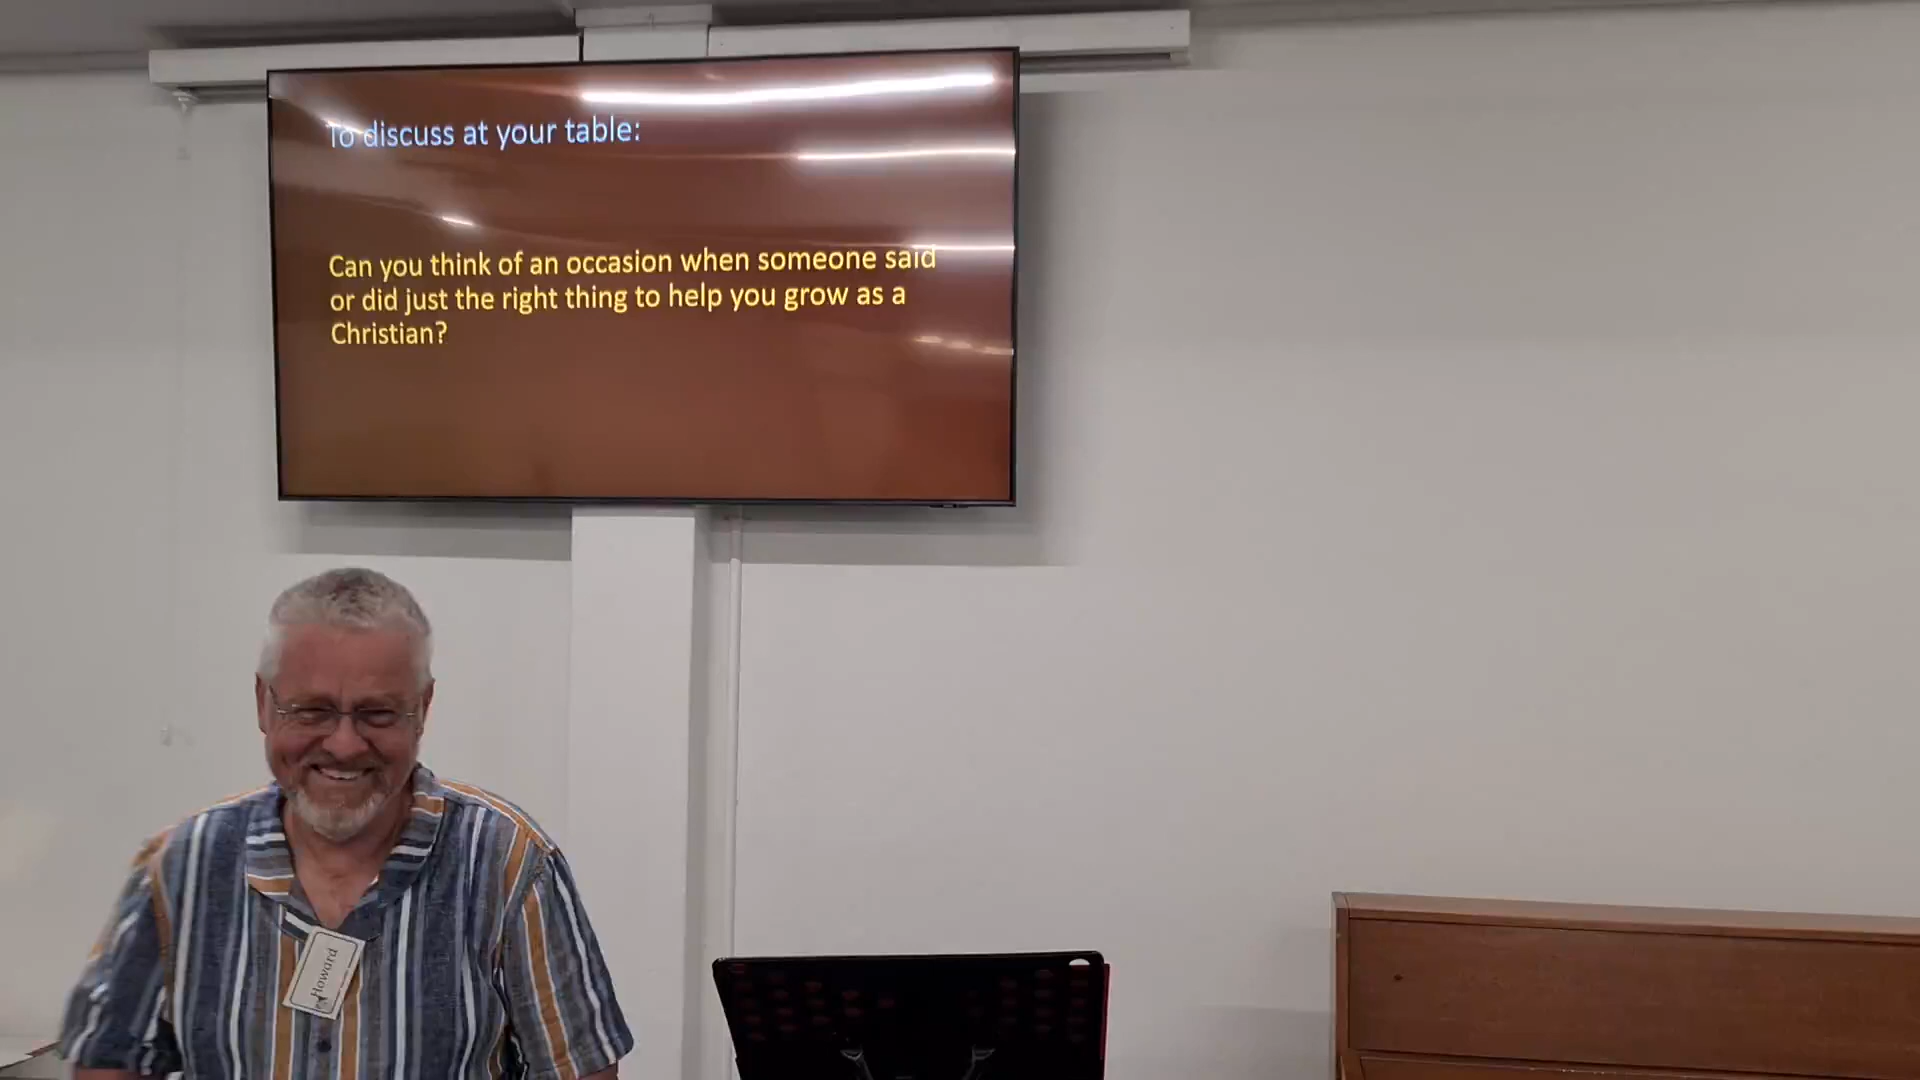 To discuss at your table:
Can you think of an occasion when someone said
or did just the right thing to help you grow as a
Christian?
Howard